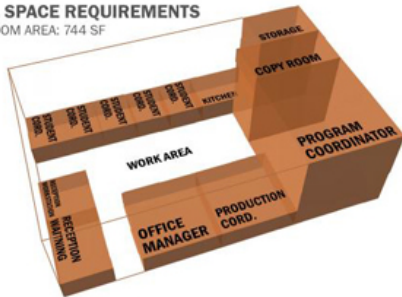 SPACE REQUIREMENTS
OM AREA: 744 SF
STORAGE
COPY ROOM
KITCHEN
STUDENT
CORD.
STUDENT
CORD.
STUDENT
CORD.
STUDENT
CORD.
STUDENT
CORD.
WORK AREA
PROGRAM
COORDINATOR
RECEPTION
WAITNING
OFFICE
MANAGER
PRODUCTION
CORD.